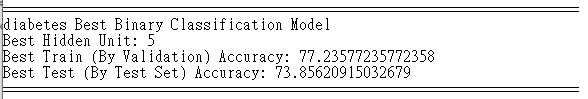 diabetes Best Binary Classification Model
Best Hidden Unit: 5
Best Train (By Validation) Accuracy: 77.23577235772358
Best Test (By Test Set) Accuracy: 73.85620915032679